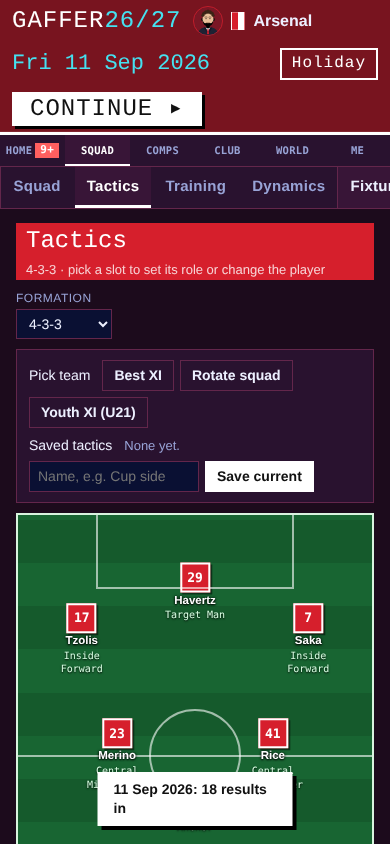 GAFFER26/27 Arsenal
Fri 11 Sep 2026 Holiday
CONTINUE ▸
HOME 9+ SQUAD COMPS CLUB WORLD ME
Squad Tactics Training Dynamics Fixtu
Tactics
4-3-3 · pick a slot to set its role or change the player
FORMATION
4-3-3
Pick team Best XI Rotate squad
Youth XI (U21)
Saved tactics None yet.
Name, e.g. Cup side Save current
29
Havertz
Target Man
17 7
Tzolis Saka
Inside Inside
Forward Forward
23 41
Merino Rice
Central Central
11 Sep 2026: 18 results
in